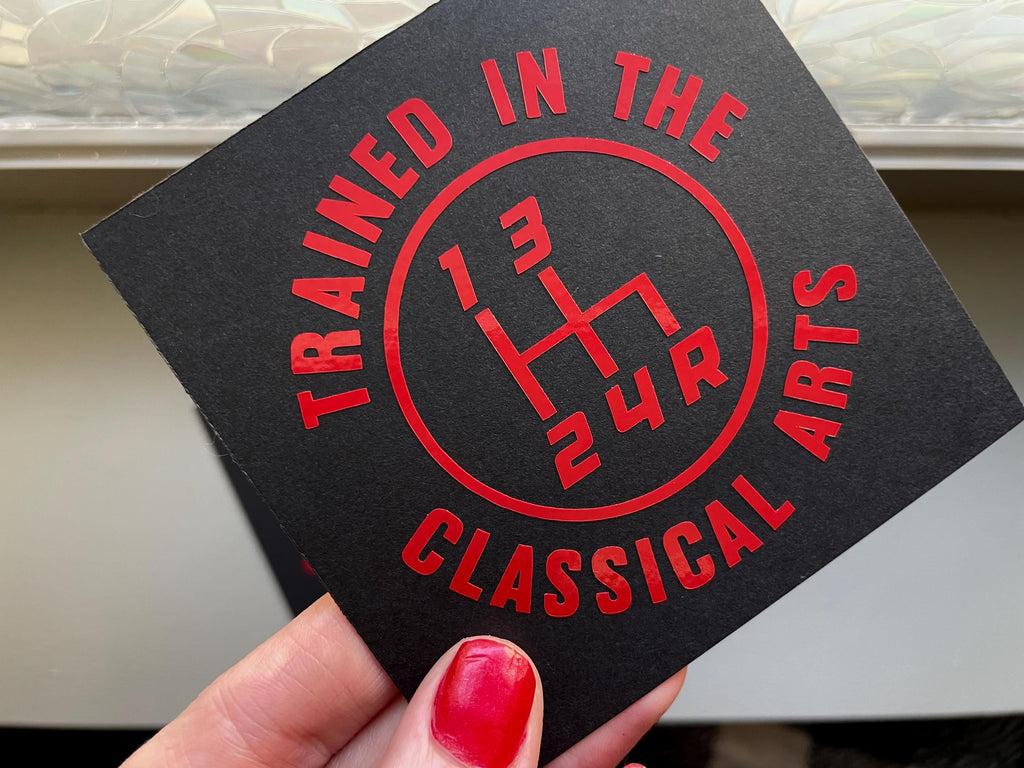 TRAINED IN THE
1 3
2 4 R
CLASSICAL ARTS